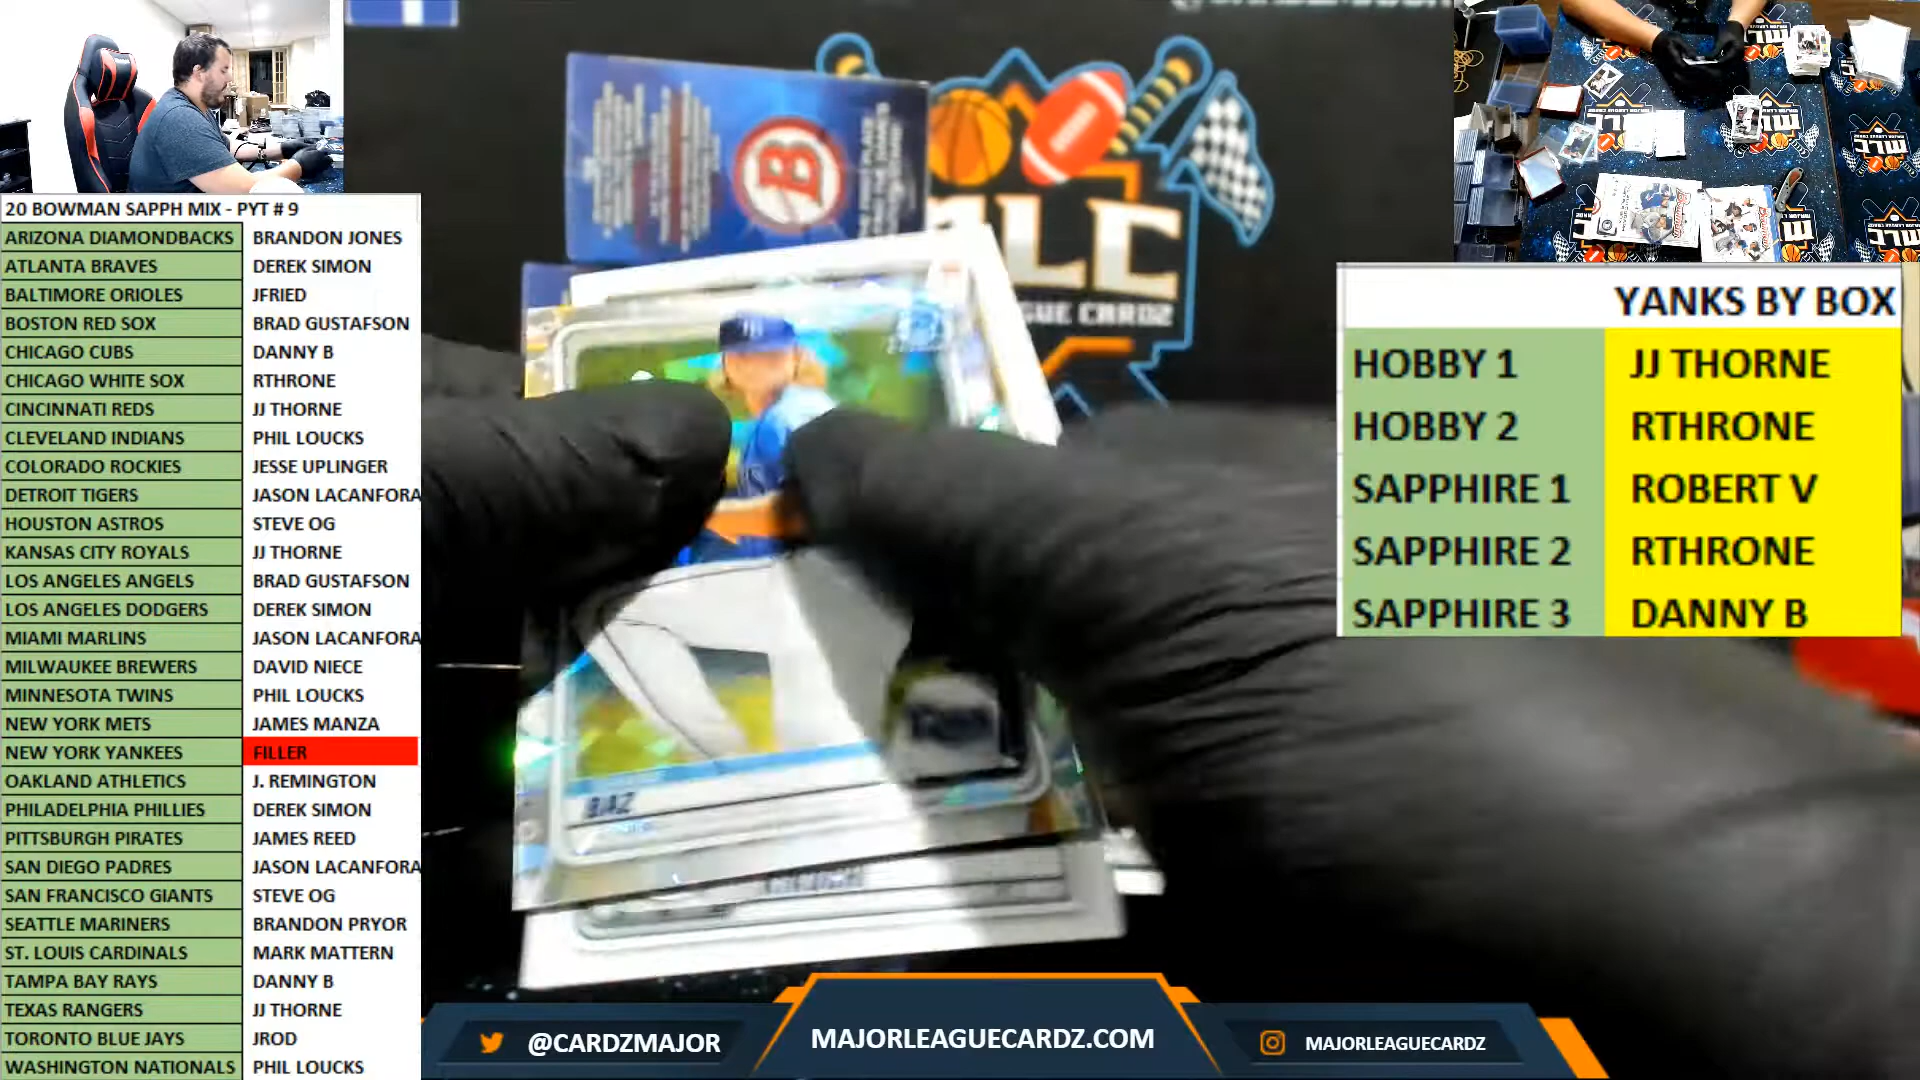 20 BOWMAN SAPPH MIX - PYT # 9
ARIZONA DIAMONDBACKS BRANDON JONES
ATLANTA BRAVES DEREK SIMON
BALTIMORE ORIOLES JFRIED
BOSTON RED SOX BRAD GUSTAFSON
CHICAGO CUBS DANNY B
CHICAGO WHITE SOX RTHRONE
CINCINNATI REDS JJ THORNE
CLEVELAND INDIANS PHIL LOUCKS
COLORADO ROCKIES JESSE UPLINGER
DETROIT TIGERS JASON LACANFORA
HOUSTON ASTROS STEVE OG
KANSAS CITY ROYALS JJ THORNE
LOS ANGELES ANGELS BRAD GUSTAFSON
LOS ANGELES DODGERS DEREK SIMON
MIAMI MARLINS JASON LACANFORA
MILWAUKEE BREWERS DAVID NIECE
MINNESOTA TWINS PHIL LOUCKS
NEW YORK METS JAMES MANZA
NEW YORK YANKEES FILLER
OAKLAND ATHLETICS J. REMINGTON
PHILADELPHIA PHILLIES DEREK SIMON
PITTSBURGH PIRATES JAMES REED
SAN DIEGO PADRES JASON LACANFORA
SAN FRANCISCO GIANTS STEVE OG
SEATTLE MARINERS BRANDON PRYOR
ST. LOUIS CARDINALS MARK MATTERN
TAMPA BAY RAYS DANNY B
TEXAS RANGERS JJ THORNE
TORONTO BLUE JAYS JROD
WASHINGTON NATIONALS PHIL LOUCKS
B
LC
GUE CARDZ
BAZ
YANKS BY BOX
HOBBY 1 JJ THORNE
HOBBY 2 RTHRONE
SAPPHIRE 1 ROBERT V
SAPPHIRE 2 RTHRONE
SAPPHIRE 3 DANNY B
@CARDZMAJOR
MAJORLEAGUECARDZ.COM
MAJORLEAGUECARDZ